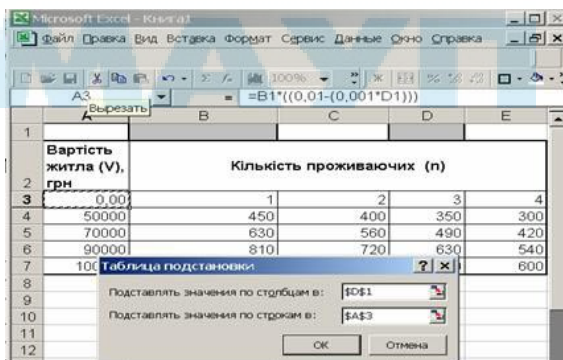 Microsoft Excel - Книга1
Файл Правка Вид Вставка Формат Сервис Данные Окно Справка
100%
A3 = =B1*((0,01-(0,001*D1)))
Вырезать
A B C D E
1
2 Вартість житла (V), грн Кількість проживаючих (n)
3 0,00 1 2 3 4
4 50000 450 400 350 300
5 70000 630 560 490 420
6 90000 810 720 630 540
7 600
Таблица подстановки
8
9 Подставлять значения по столбцам в: $D$1
10 Подставлять значения по строкам в: $A$3
11
12 ОК Отмена